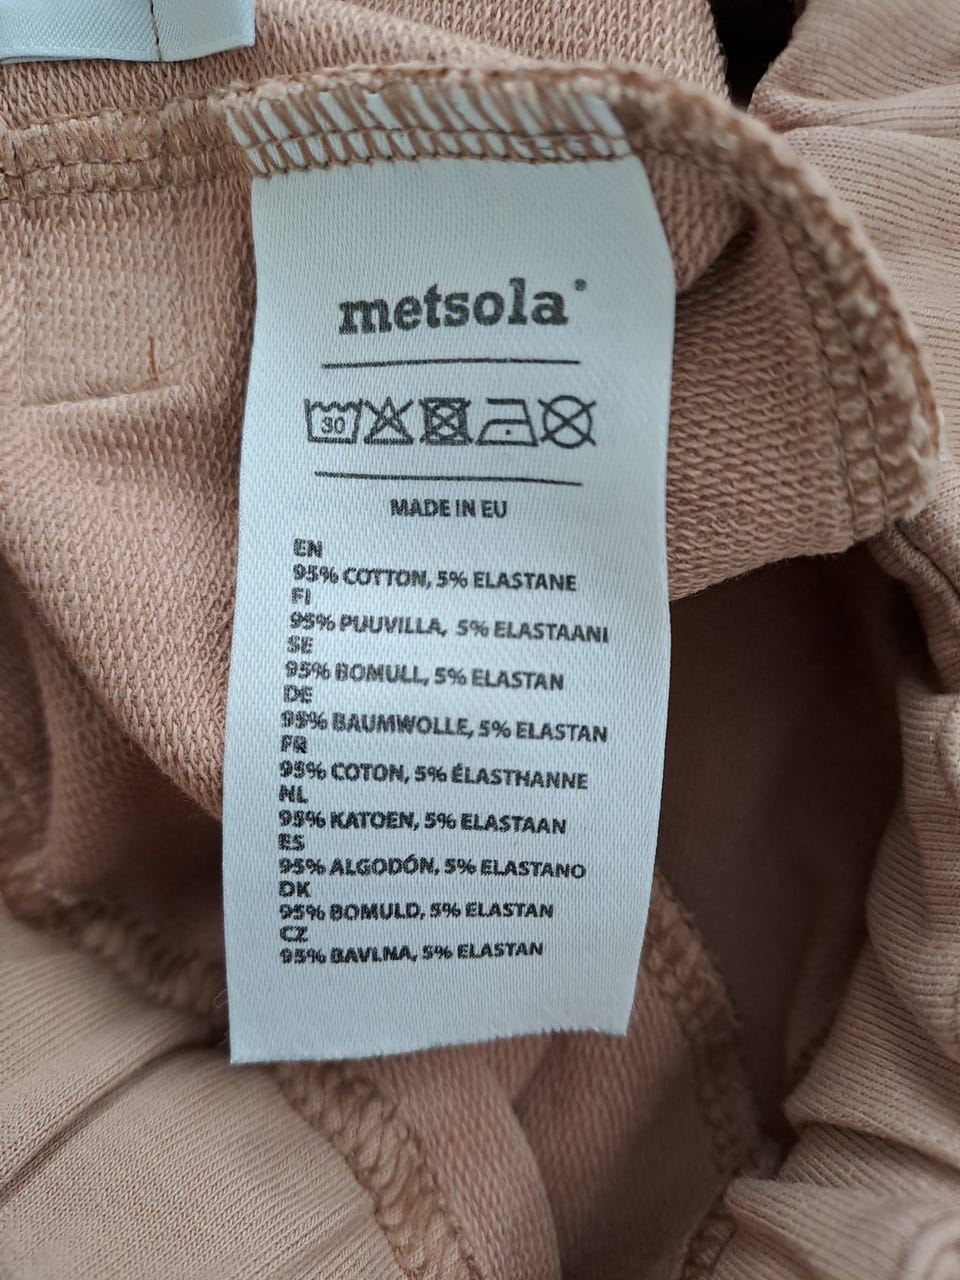 metsola
30
MADE IN EU
EN
95% COTTON, 5% ELASTANE
FI
95% PUUVILLA, 5% ELASTAANI
SE
95% BOMULL, 5% ELASTAN
DE
95% BAUMWOLLE, 5% ELASTAN
FR
95% COTON, 5% ÉLASTHANNE
NL
95% KATOEN, 5% ELASTAAN
ES
95% ALGODÓN, 5% ELASTANO
DK
95% BOMULD, 5% ELASTAN
CZ
95% BAVLNA, 5% ELASTAN